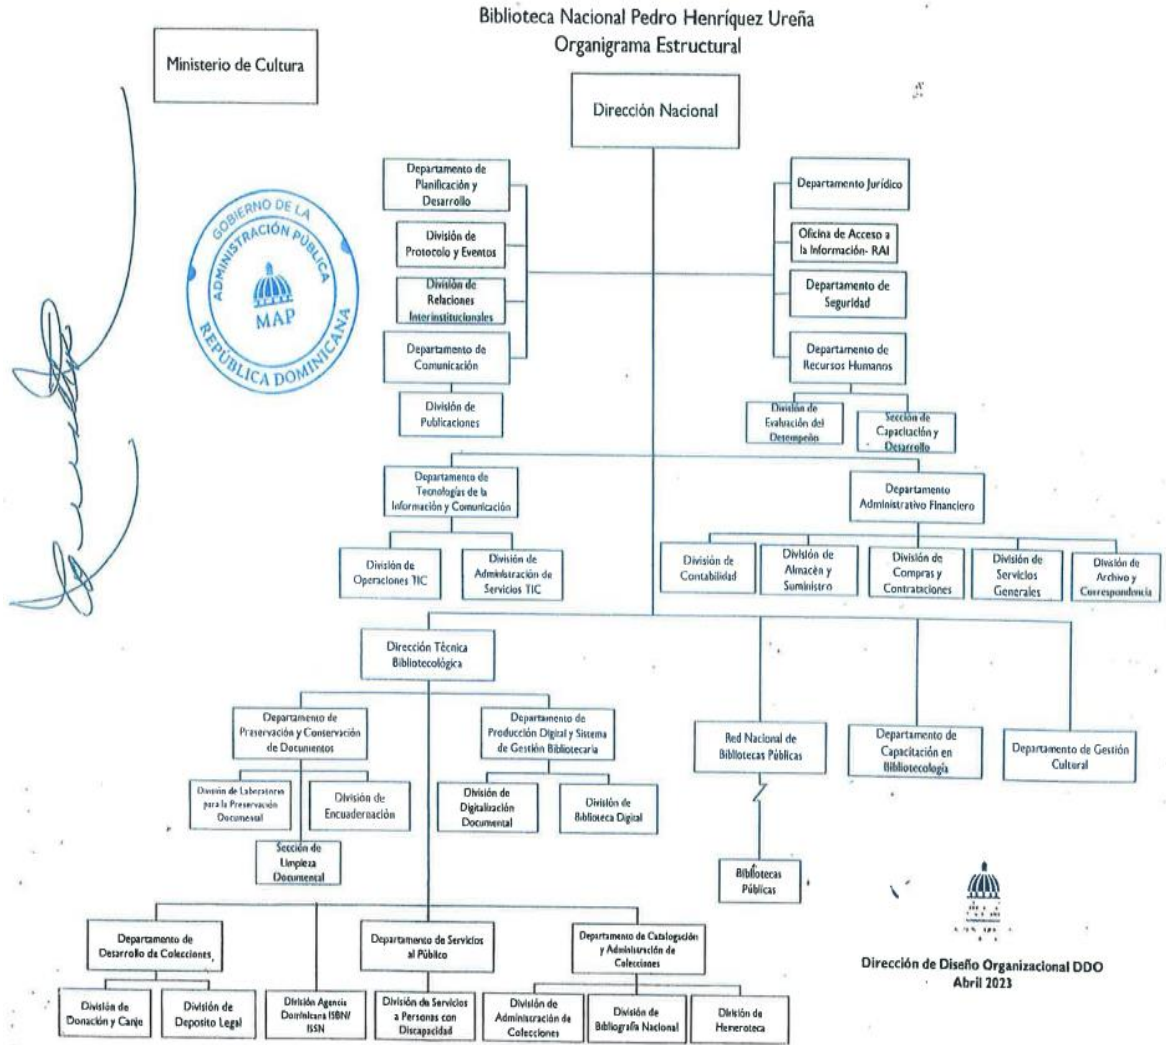 Biblioteca Nacional Pedro Henríquez Ureña
Organigrama Estructural
Ministerio de Cultura
Dirección Nacional
Departamento de
Planificación y
Desarrollo
División de
Protocolo y Eventos
División de
Relaciones
Interinstitucionales
Departamento de
Comunicación
División de
Publicaciones
Departamento Jurídico
Oficina de Acceso a
la Información- RAI
Departamento de
Seguridad
Departamento de
Recursos Humanos
División de
Evaluación del
Desempeño
Sección de
Capacitación y
Desarrollo
GOBIERNO DE LA
REPÚBLICA DOMINICANA
ADMINISTRACIÓN PÚBLICA
MAP
Departamento de
Tecnologías de la
Información y Comunicación
División de
Operaciones TIC
División de
Administración de
Servicios TIC
Departamento
Administrativo Financiero
División de
Contabilidad
División de
Almacén y
Suministro
División de
Compras y
Contrataciones
División de
Servicios
Generales
División de
Archivo y
Correspondencia
Dirección Técnica
Bibliotecológica
Departamento de
Preservación y Conservación
de Documentos
División de Laboratorio
para la Preservación
Documental
División de
Encuadernación
Sección de
Limpieza
Documental
Departamento de
Producción Digital y Sistema
de Gestión Bibliotecaria
División de
Digitalización
Documental
División de
Biblioteca Digital
Red Nacional de
Bibliotecas Públicas
Bibliotecas
Públicas
Departamento de
Capacitación en
Bibliotecología
Departamento de Gestión
Cultural
Departamento de
Desarrollo de Colecciones
División de
Donación y Canje
División de
Deposito Legal
División Agencia
Dominicana ISBN/
ISSN
Departamento de Servicios
al Público
División de Servicios
a Personas con
Discapacidad
Departamento de Catalogación
y Administración de
Colecciones
División de
Administración de
Colecciones
División de
Bibliografía Nacional
División de
Hemeroteca
Dirección de Diseño Organizacional DDO
Abril 2023